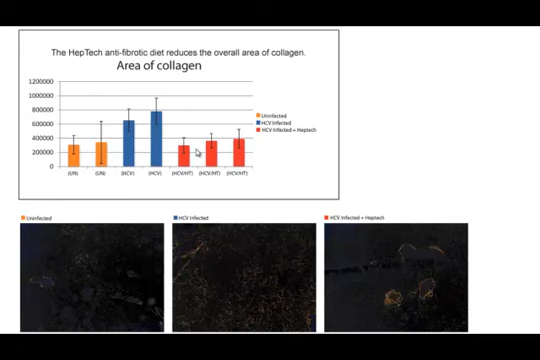 The HepTech anti-fibrotic diet reduces the overall area of collagen.
Area of collagen
1200000
1000000
800000
600000
400000
200000
0
(UN) (UN) (HCV) (HCV) (HCV/HT) (HCV/HT) (HCV/HT)
Uninfected
HCV Infected
HCV Infected + Heptech
Uninfected HCV Infected HCV Infected + Heptech